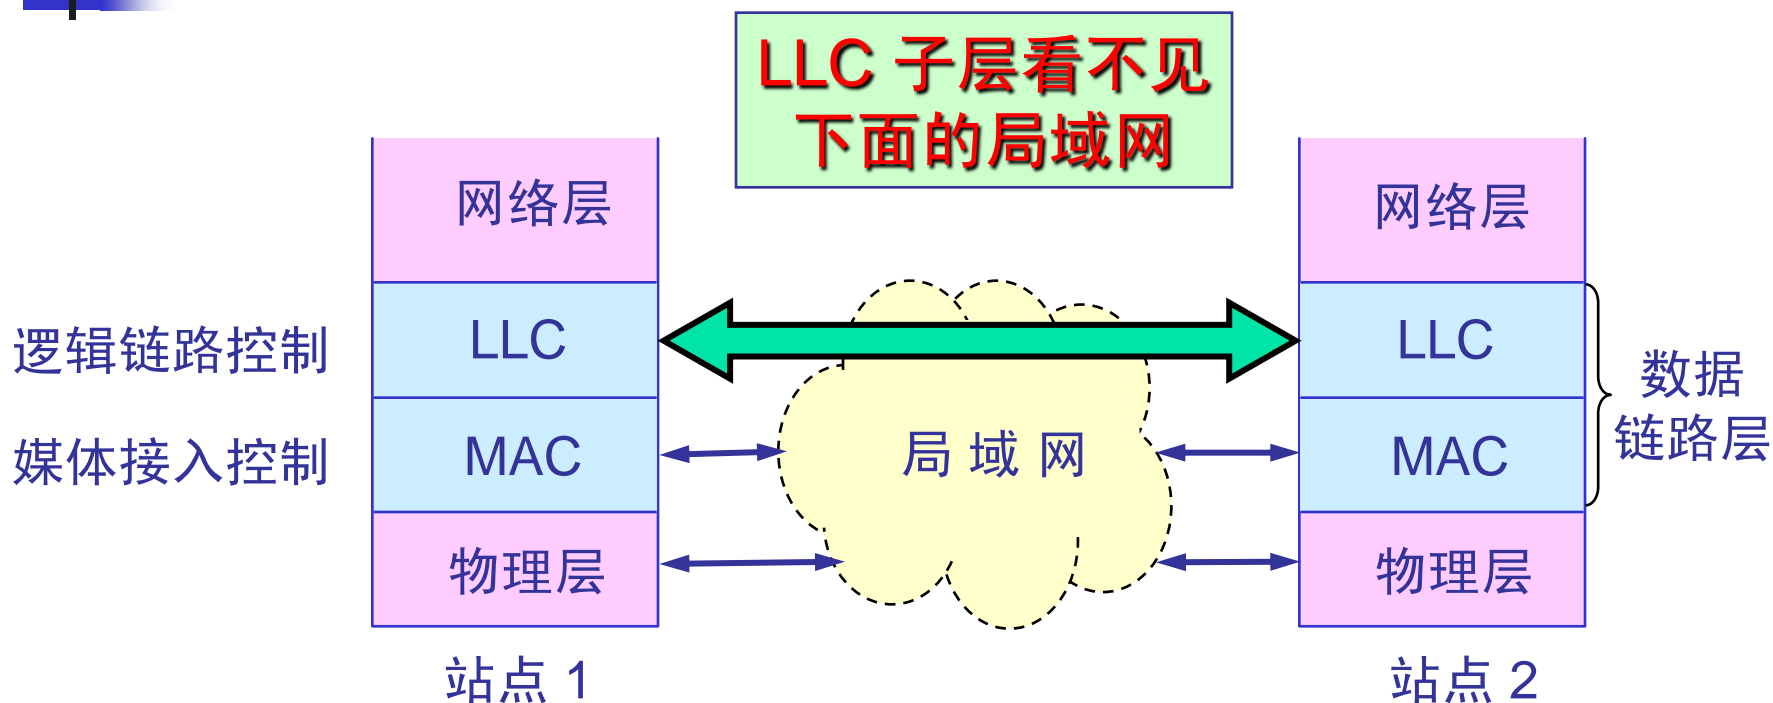 LLC 子层看不见
下面的局域网
网络层
网络层
逻辑链路控制
LLC
LLC
数据
链路层
媒体接入控制
MAC
局 域 网
MAC
物理层
物理层
站点 1
站点 2